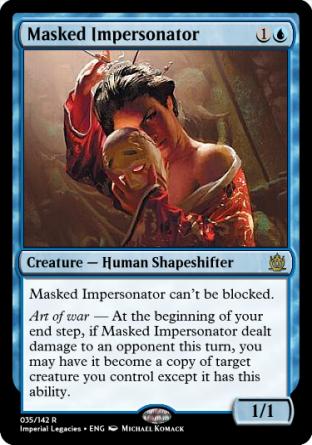 Masked Impersonator 1
Creature — Human Shapeshifter
Masked Impersonator can't be blocked.
Art of war — At the beginning of your
end step, if Masked Impersonator dealt
damage to an opponent this turn, you
may have it become a copy of target
creature you control except it has this
ability.
1/1
035/142 R
Imperial Legacies • ENG Michael Komack